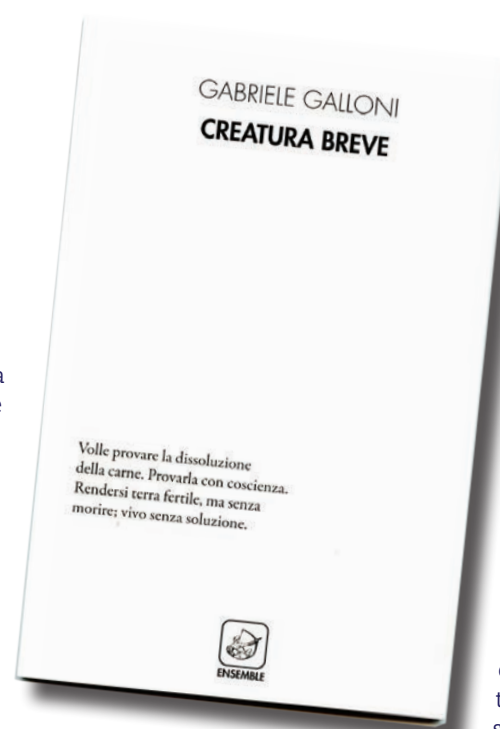 GABRIELE GALLONI
CREATURA BREVE
Volle provare la dissoluzione
della carne. Provarla con coscienza.
Rendersi terra fertile, ma senza
morire; vivo senza soluzione.
ENSEMBLE